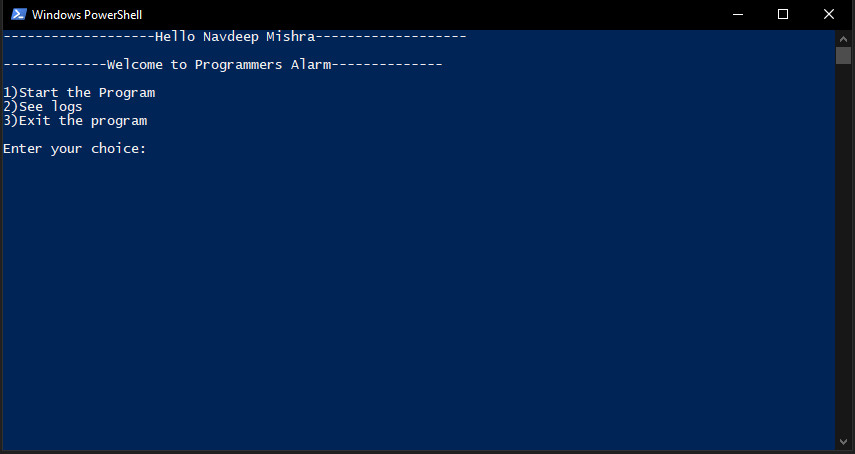 Windows PowerShell
-------------------Hello Navdeep Mishra-------------------
-------------Welcome to Programmers Alarm--------------
1)Start the Program
2)See logs
3)Exit the program
Enter your choice: